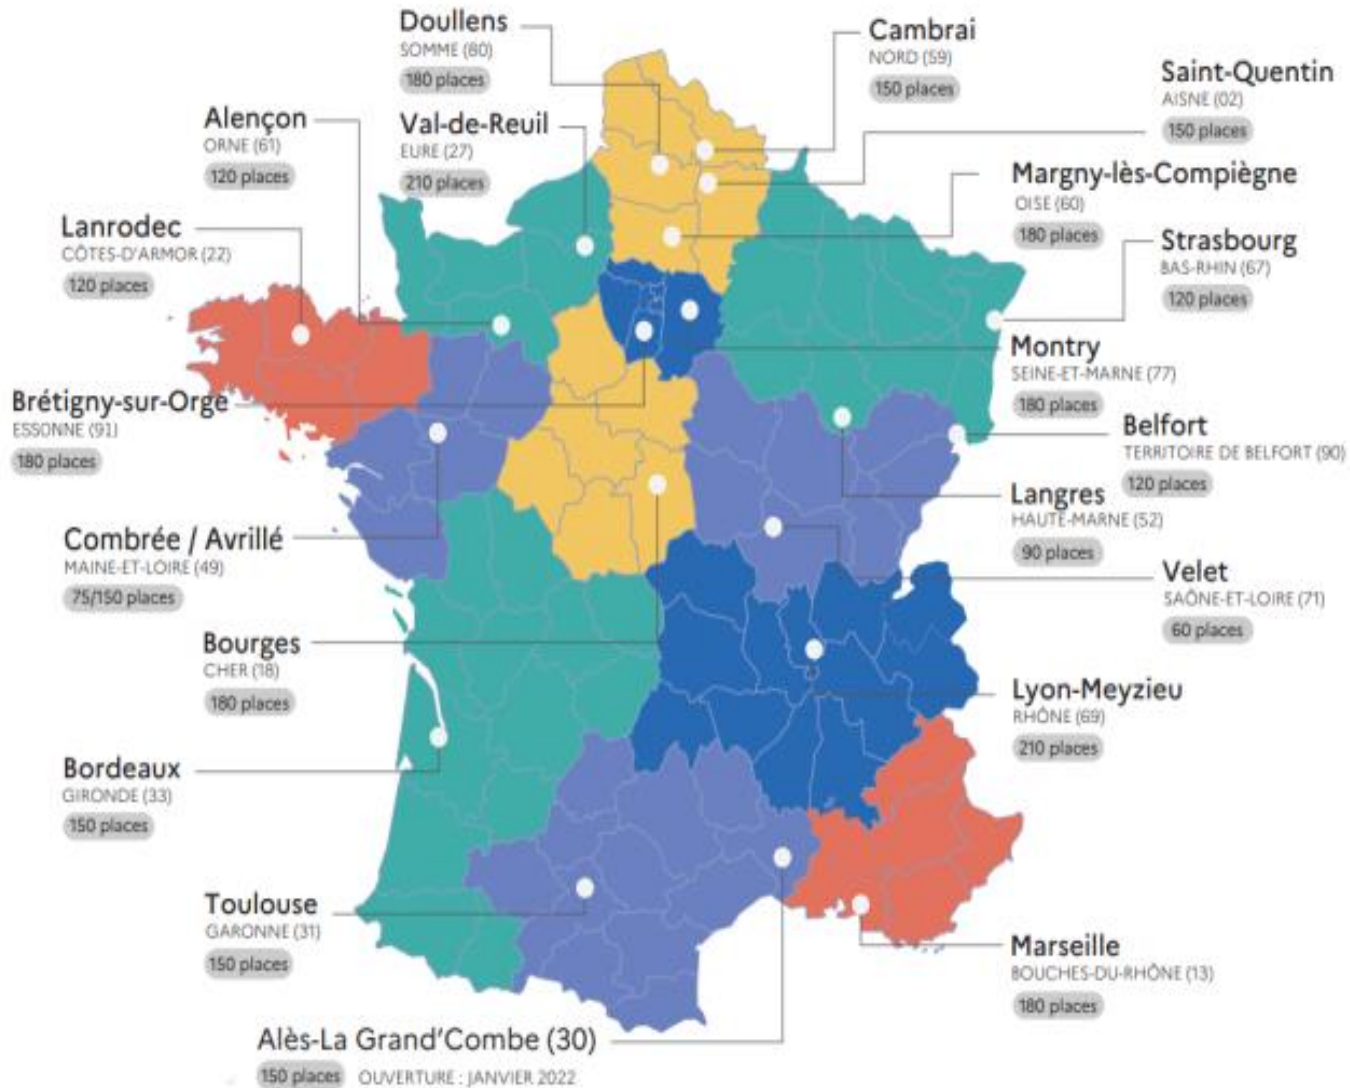 Doullens
SOMME (80)
180 places
Cambrai
NORD (59)
150 places
Saint-Quentin
AISNE (02)
150 places
Alençon
ORNE (61)
120 places
Val-de-Reuil
EURE (27)
210 places
Margny-lès-Compiègne
OISE (60)
180 places
Lanrodec
CÔTES-D'ARMOR (22)
120 places
Strasbourg
BAS-RHIN (67)
120 places
Montry
SEINE-ET-MARNE (77)
180 places
Brétigny-sur-Orge
ESSONNE (91)
180 places
Belfort
TERRITOIRE DE BELFORT (90)
120 places
Langres
HAUTE-MARNE (52)
90 places
Combrée / Avrillé
MAINE-ET-LOIRE (49)
75/150 places
Velet
SAÔNE-ET-LOIRE (71)
60 places
Bourges
CHER (18)
180 places
Lyon-Meyzieu
RHÔNE (69)
210 places
Bordeaux
GIRONDE (33)
150 places
Toulouse
GARONNE (31)
150 places
Marseille
BOUCHES-DU-RHÔNE (13)
180 places
Alès-La Grand'Combe (30)
150 places OUVERTURE : JANVIER 2022